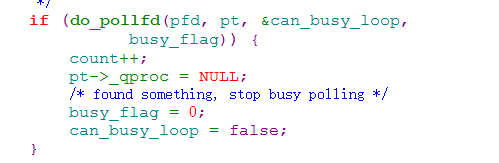 */
if (do_pollfd(pfd, pt, &can_busy_loop,
busy_flag)) {
count++;
pt->_qproc = NULL;
/* found something, stop busy polling */
busy_flag = 0;
can_busy_loop = false;
}